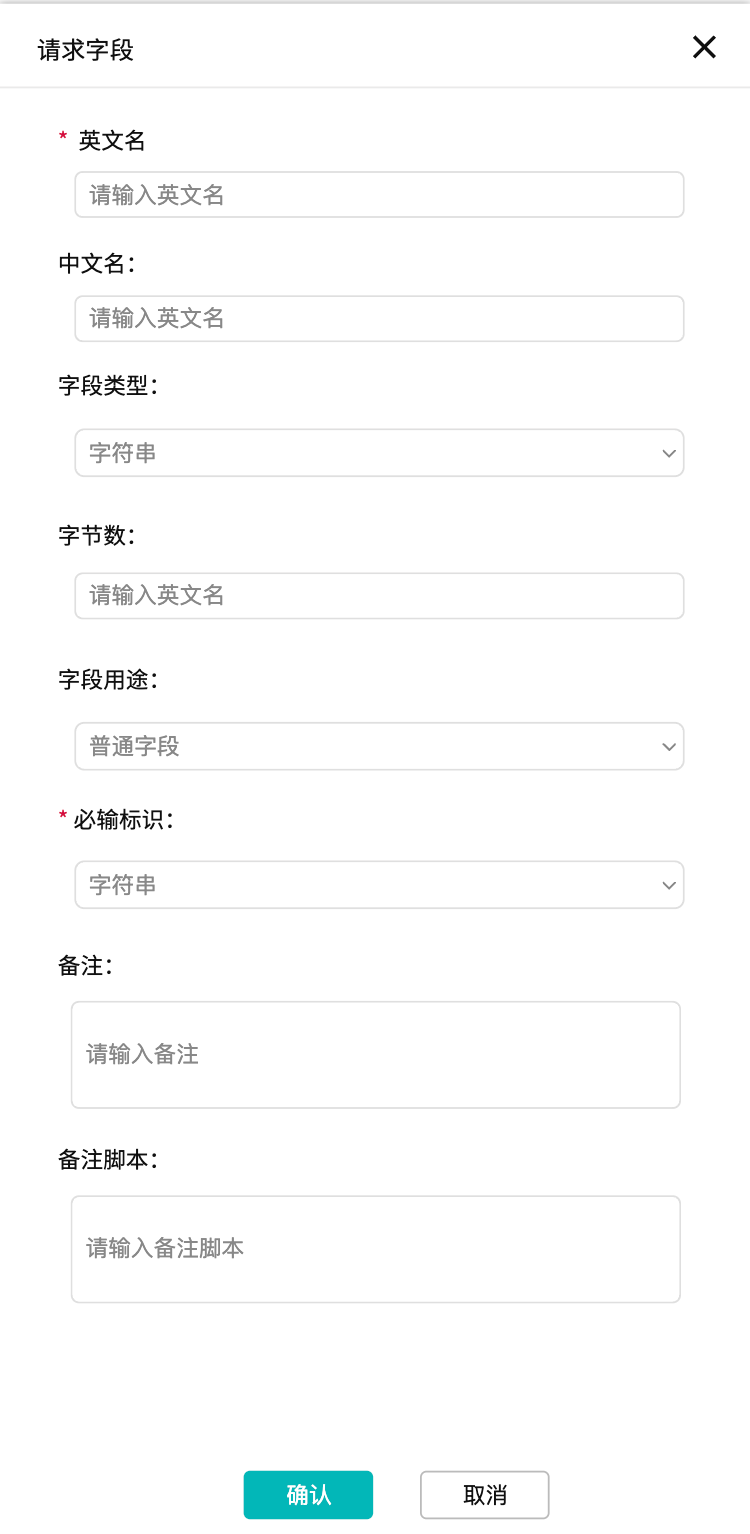 请求字段
* 英文名
请输入英文名
中文名：
请输入英文名
字段类型：
字符串
字节数：
请输入英文名
字段用途：
普通字段
* 必输标识：
字符串
备注：
请输入备注
备注脚本：
请输入备注脚本
确认 取消